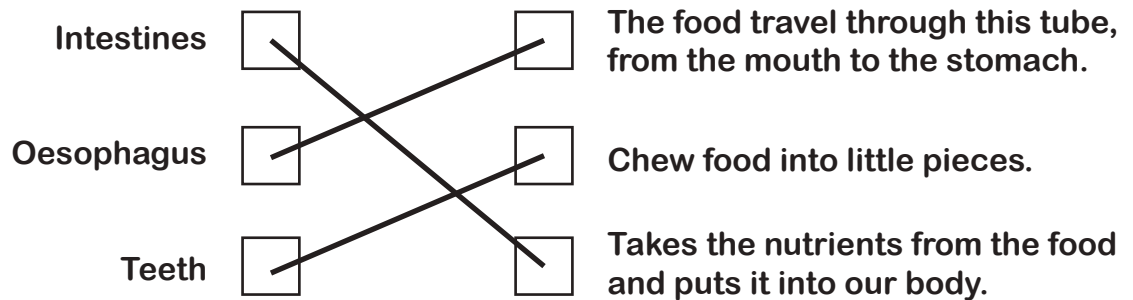 Intestines
The food travel through this tube,
from the mouth to the stomach.
Oesophagus
Chew food into little pieces.
Teeth
Takes the nutrients from the food
and puts it into our body.